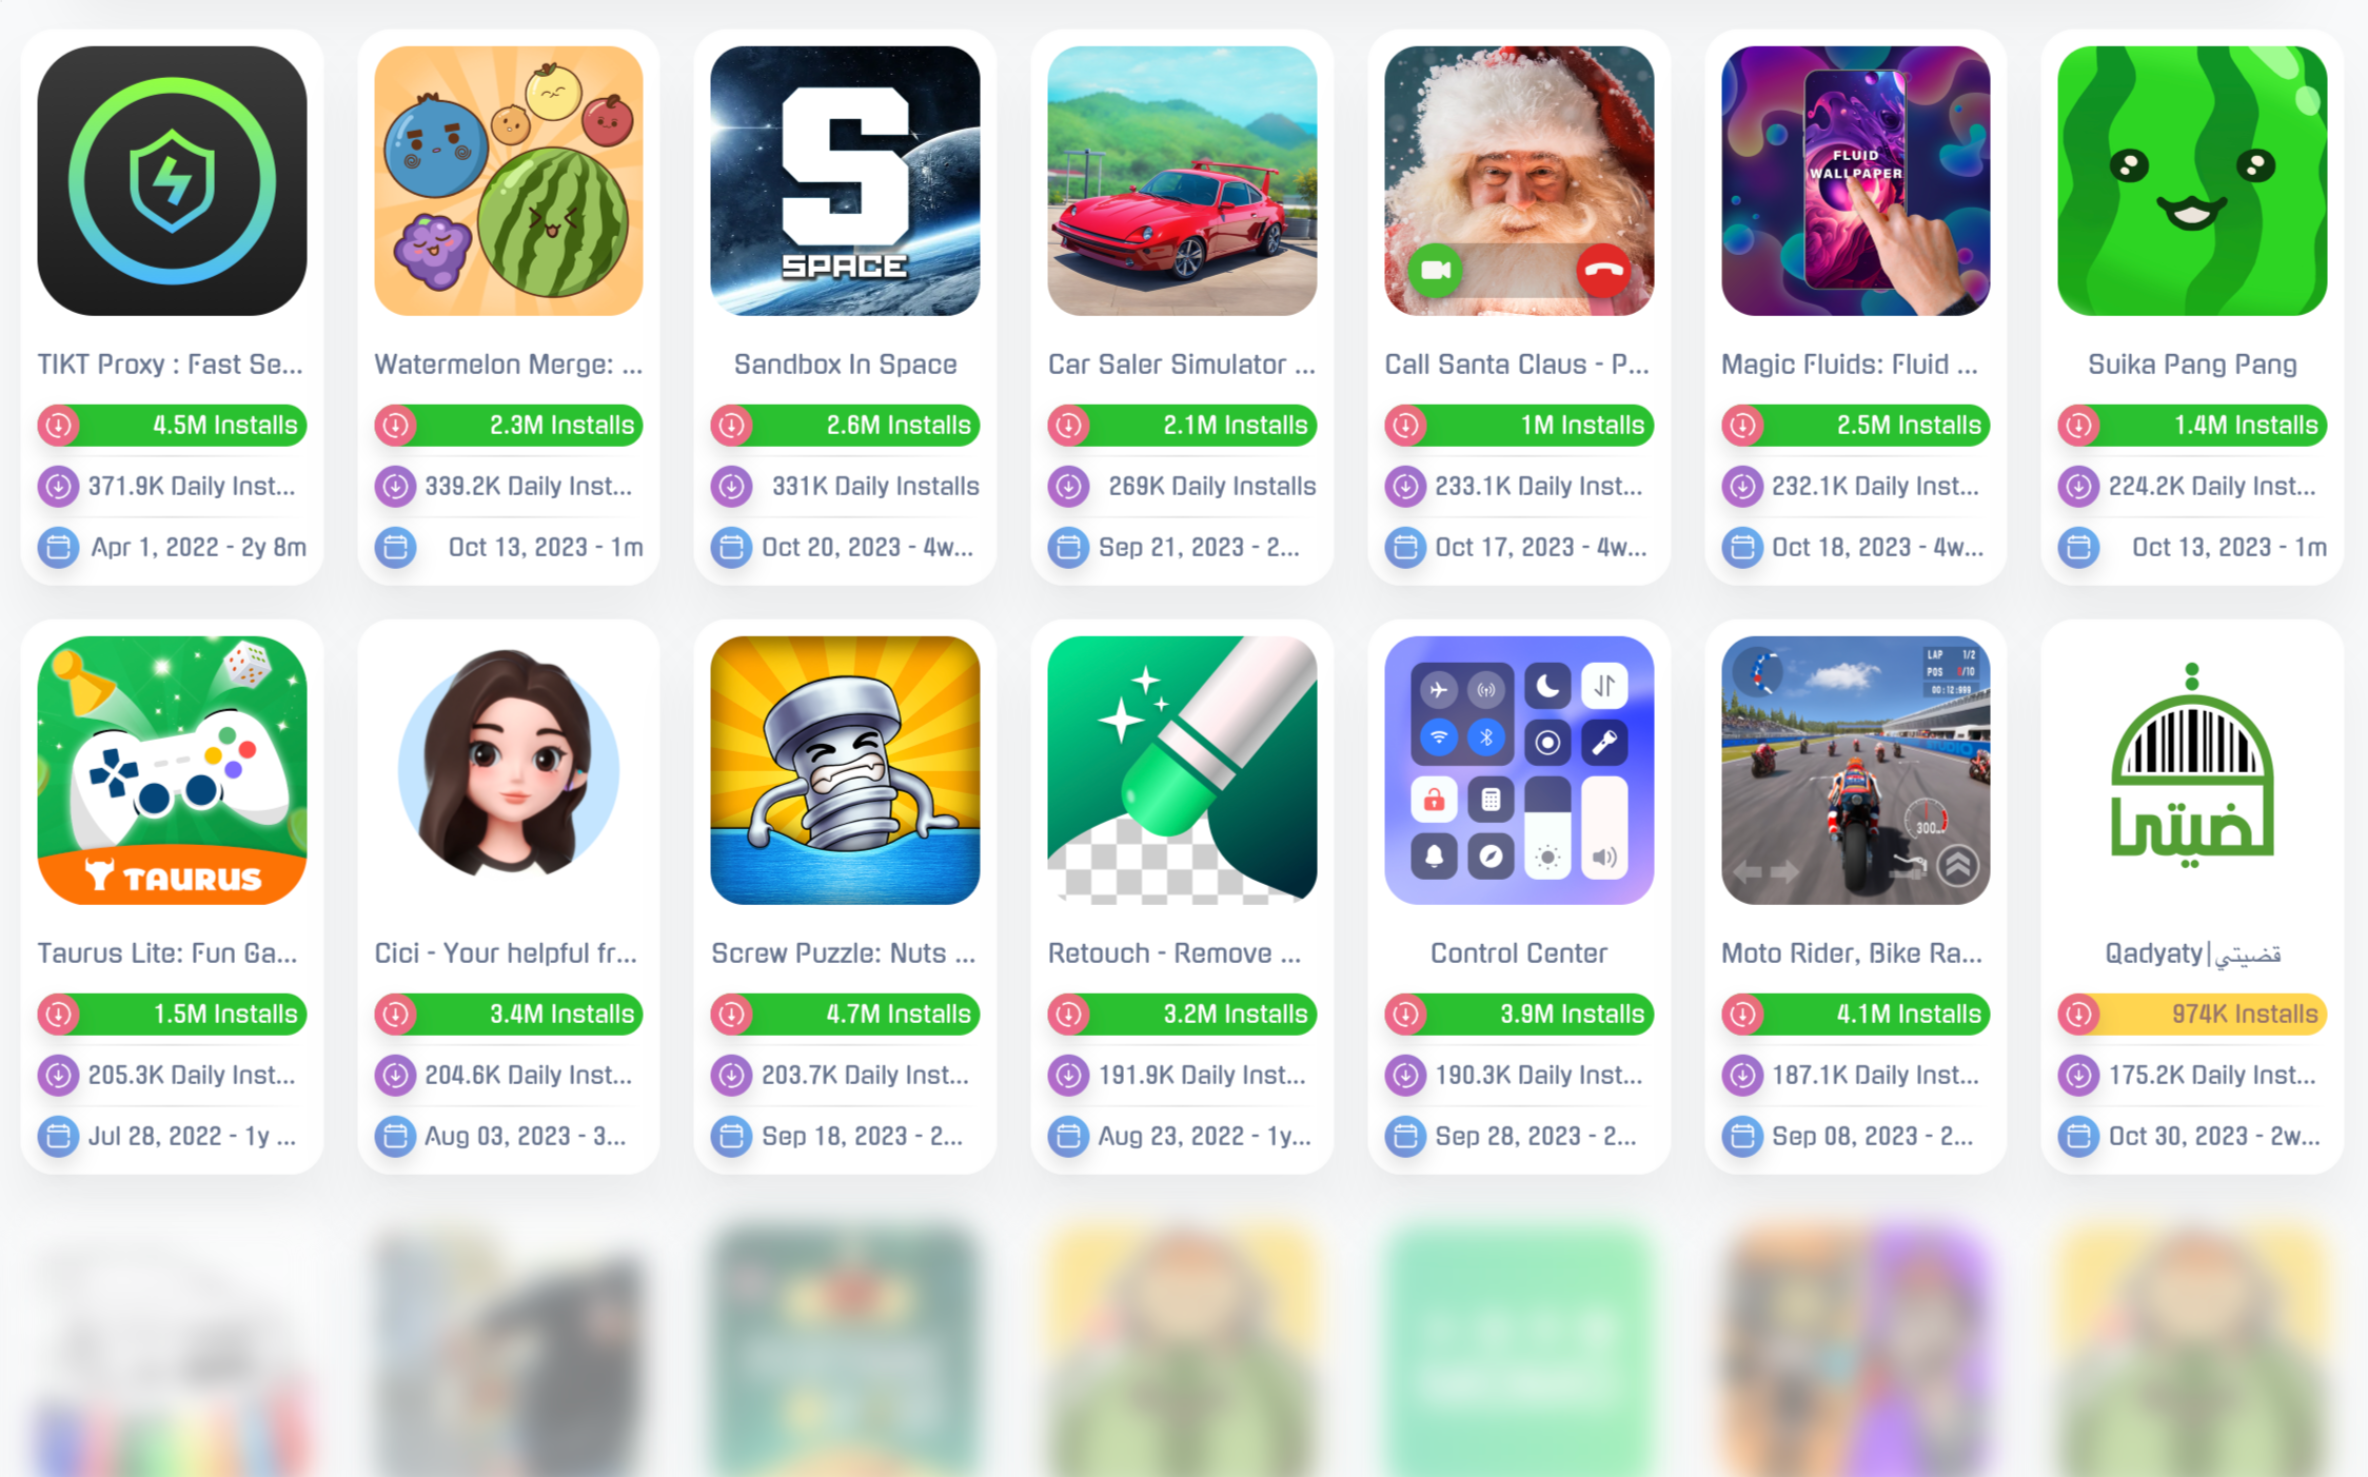 SPACE
FLUID
WALLPAPER
TIKT Proxy : Fast Se...
Watermelon Merge: ...
Sandbox In Space
Car Saler Simulator ...
Call Santa Claus - P...
Magic Fluids: Fluid ...
Suika Pang Pang
4.5M Installs
2.3M Installs
2.6M Installs
2.1M Installs
1M Installs
2.5M Installs
1.4M Installs
371.9K Daily Inst...
339.2K Daily Inst...
331K Daily Installs
269K Daily Installs
233.1K Daily Inst...
232.1K Daily Inst...
224.2K Daily Inst...
Apr 1, 2022 - 2y 8m
Oct 13, 2023 - 1m
Oct 20, 2023 - 4w...
Sep 21, 2023 - 2...
Oct 17, 2023 - 4w...
Oct 18, 2023 - 4w...
Oct 13, 2023 - 1m
TAURUS
LAP 1/2
POS /10
00:12:999
STUDIO
300
قضيتي
Taurus Lite: Fun Ga...
Cici - Your helpful fr...
Screw Puzzle: Nuts ...
Retouch - Remove ...
Control Center
Moto Rider, Bike Ra...
Qadyaty|قضيتي
1.5M Installs
3.4M Installs
4.7M Installs
3.2M Installs
3.9M Installs
4.1M Installs
974K Installs
205.3K Daily Inst...
204.6K Daily Inst...
203.7K Daily Inst...
191.9K Daily Inst...
190.3K Daily Inst...
187.1K Daily Inst...
175.2K Daily Inst...
Jul 28, 2022 - 1y ...
Aug 03, 2023 - 3...
Sep 18, 2023 - 2...
Aug 23, 2022 - 1y...
Sep 28, 2023 - 2...
Sep 08, 2023 - 2...
Oct 30, 2023 - 2w...